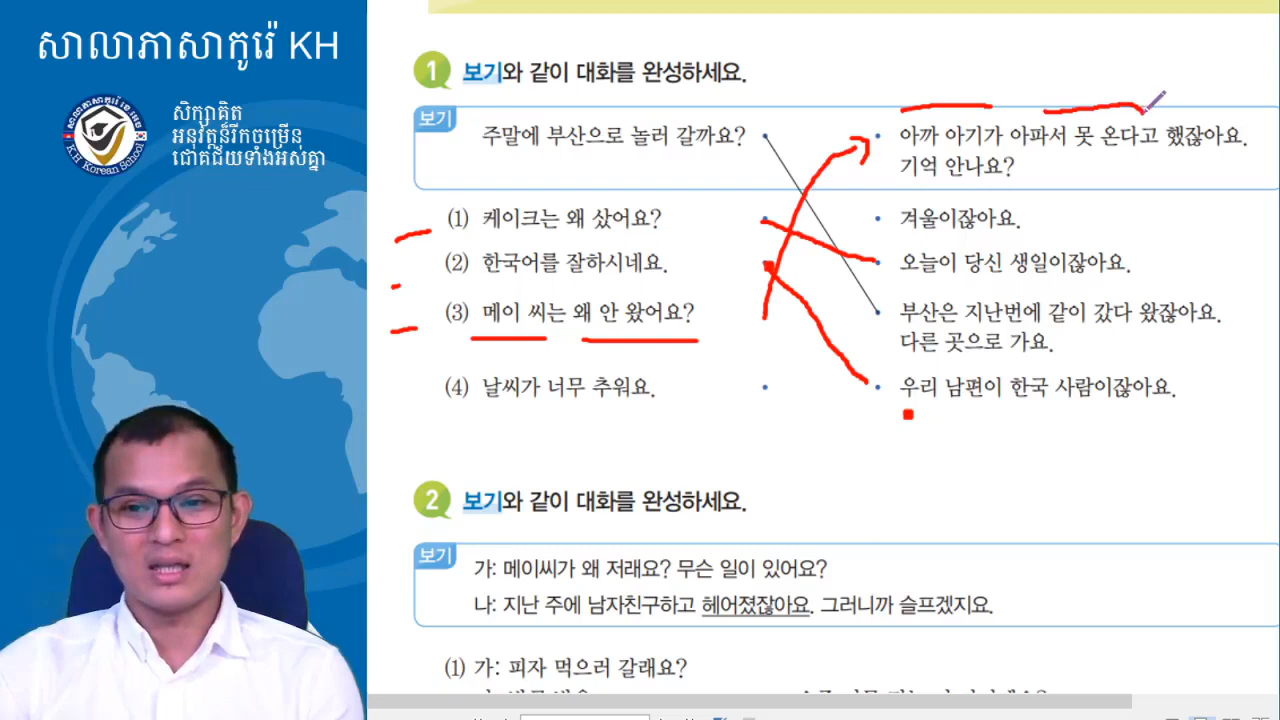 សាលាភាសាកូរ៉េ KH
សិក្សាគិត
អនុវត្តន៍រីកចម្រើន
ជោគជ័យទាំងអស់គ្នា
KH Korean School
1 보기와 같이 대화를 완성하세요.
보기
주말에 부산으로 놀러 갈까요?
아까 아기가 아파서 못 온다고 했잖아요.
기억 안나요?
(1) 케이크는 왜 샀어요?
겨울이잖아요.
(2) 한국어를 잘하시네요.
오늘이 당신 생일이잖아요.
(3) 메이 씨는 왜 안 왔어요?
부산은 지난번에 같이 갔다 왔잖아요.
다른 곳으로 가요.
(4) 날씨가 너무 추워요.
우리 남편이 한국 사람이잖아요.
2 보기와 같이 대화를 완성하세요.
보기
가: 메이씨가 왜 저래요? 무슨 일이 있어요?
나: 지난 주에 남자친구하고 헤어졌잖아요. 그러니까 슬프겠지요.
(1) 가: 피자 먹으러 갈래요?